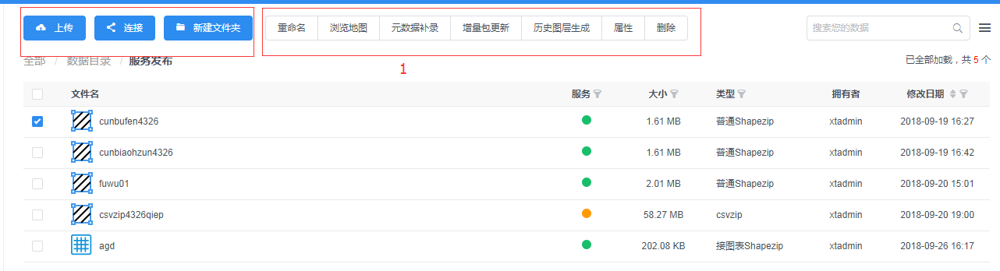 上传 连接 新建文件夹 重命名 浏览地图 元数据补录 增量包更新 历史图层生成 属性 删除 搜索您的数据
全部 / 数据目录 / 服务发布 已全部加载，共 5 个
1
文件名 服务 大小 类型 拥有者 修改日期
cunbufen4326 1.61 MB 普通Shapezip xtadmin 2018-09-19 16:27
cunbiaohzun4326 1.61 MB 普通Shapezip xtadmin 2018-09-19 16:42
fuwu01 2.01 MB 普通Shapezip xtadmin 2018-09-20 15:01
csvzip4326qiep 58.27 MB csvzip xtadmin 2018-09-20 19:00
agd 202.08 KB 接图表Shapezip xtadmin 2018-09-26 16:17